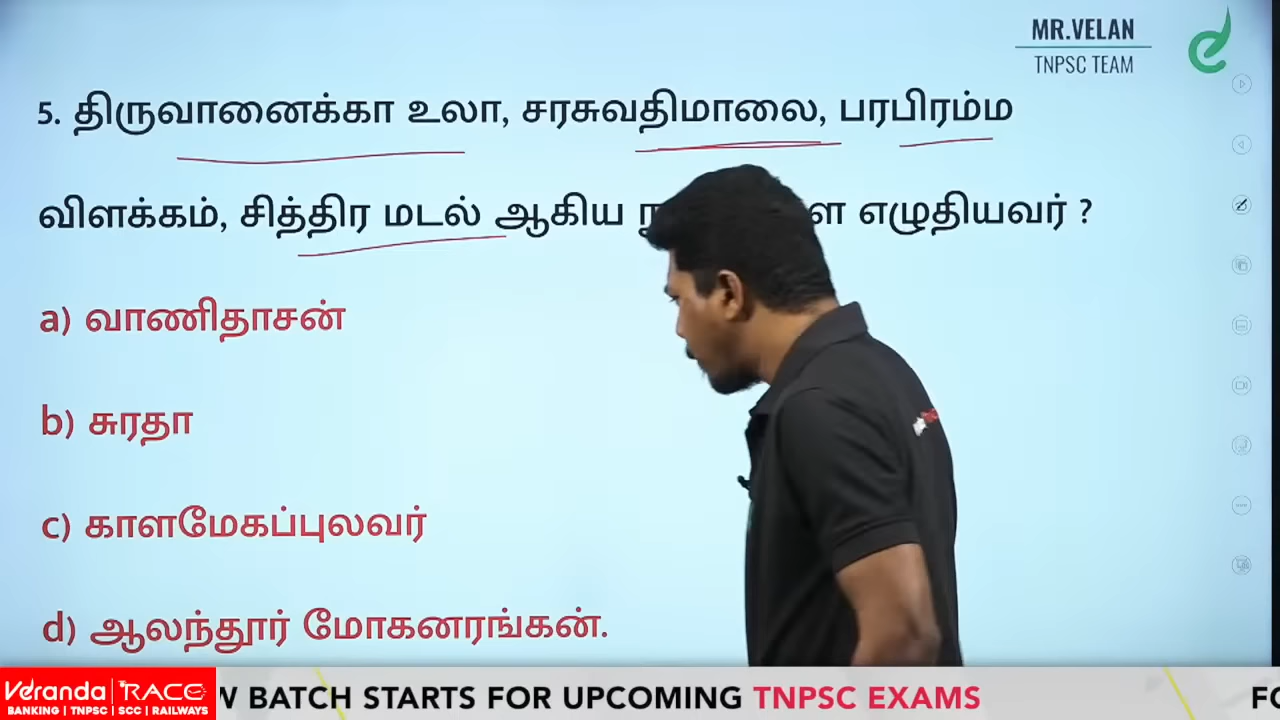 MR.VELAN
TNPSC TEAM
5. திருவானைக்கா உலா, சரசுவதிமாலை, பரபிரம்ம
விளக்கம், சித்திர மடல் ஆகிய எழுதியவர் ?
a) வாணிதாசன்
b) சுரதா
c) காளமேகப்புலவர்
d) ஆலந்தூர் மோகனரங்கன்.
Veranda RACE
BANKING | TNPSC | SCC | RAILWAYS
BATCH STARTS FOR UPCOMING TNPSC EXAMS